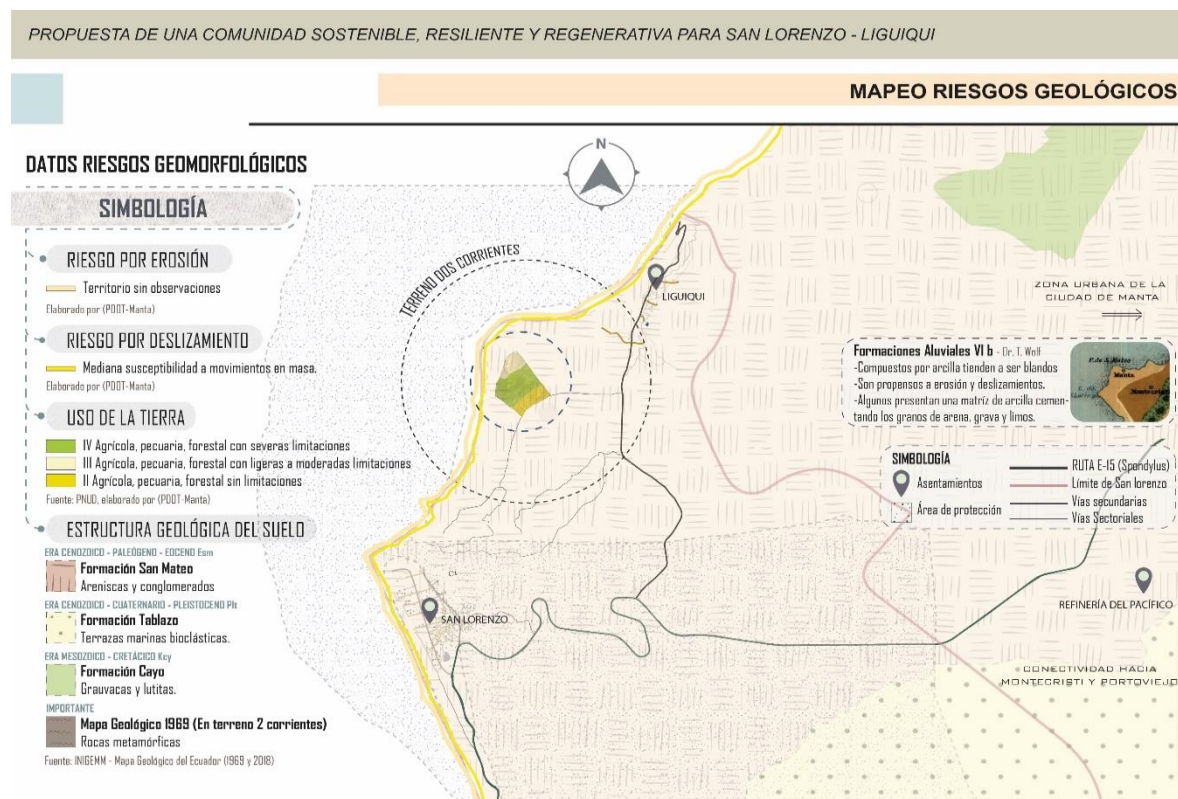 PROPUESTA DE UNA COMUNIDAD SOSTENIBLE, RESILIENTE Y REGENERATIVA PARA SAN LORENZO - LIGUIQUI
MAPEO RIESGOS GEOLÓGICOS
DATOS RIESGOS GEOMORFOLÓGICOS
SIMBOLOGÍA
RIESGO POR EROSIÓN
Territorio sin observaciones
Elaborado por (PDOT-Manta)
RIESGO POR DESLIZAMIENTO
Mediana susceptibilidad a movimientos en masa.
Elaborado por (PDOT-Manta)
USO DE LA TIERRA
IV Agrícola, pecuaria, forestal con severas limitaciones
III Agrícola, pecuaria, forestal con ligeras a moderadas limitaciones
II Agrícola, pecuaria, forestal sin limitaciones
Fuente: PNUD, elaborado por (PDOT-Manta)
ESTRUCTURA GEOLÓGICA DEL SUELO
ERA CENOZOICO - PALEÓGENO - EOCENO Esm
Formación San Mateo
Areniscas y conglomerados
ERA CENOZOICO - CUATERNARIO - PLEISTOCENO Plt
Formación Tablazo
Terrazas marinas bioclásticas.
ERA MESOZOICO - CRETÁCICO Kcy
Formación Cayo
Grauvacas y lutitas.
IMPORTANTE
Mapa Geológico 1969 (En terreno 2 corrientes)
Rocas metamórficas
Fuente: INIGEMM - Mapa Geológico del Ecuador (1969 y 2018)
N
TERRENO DOS CORRIENTES
LIGUIQUI
SAN LORENZO
ZONA URBANA DE LA
CIUDAD DE MANTA
Formaciones Aluviales VI b - Dr. T. Wolf
-Compuestos por arcilla tienden a ser blandos
-Son propensos a erosión y deslizamientos.
-Algunos presentan una matríz de arcilla cemen-
tando los granos de arena, grava y limos.
Manta
SIMBOLOGÍA
Asentamientos
Área de protección
RUTA E-15 (Spondylus)
Límite de San lorenzo
Vías secundarias
Vías Sectoriales
REFINERÍA DEL PACÍFICO
CONECTIVIDAD HACIA
MONTECRISTI Y PORTOVIEJO